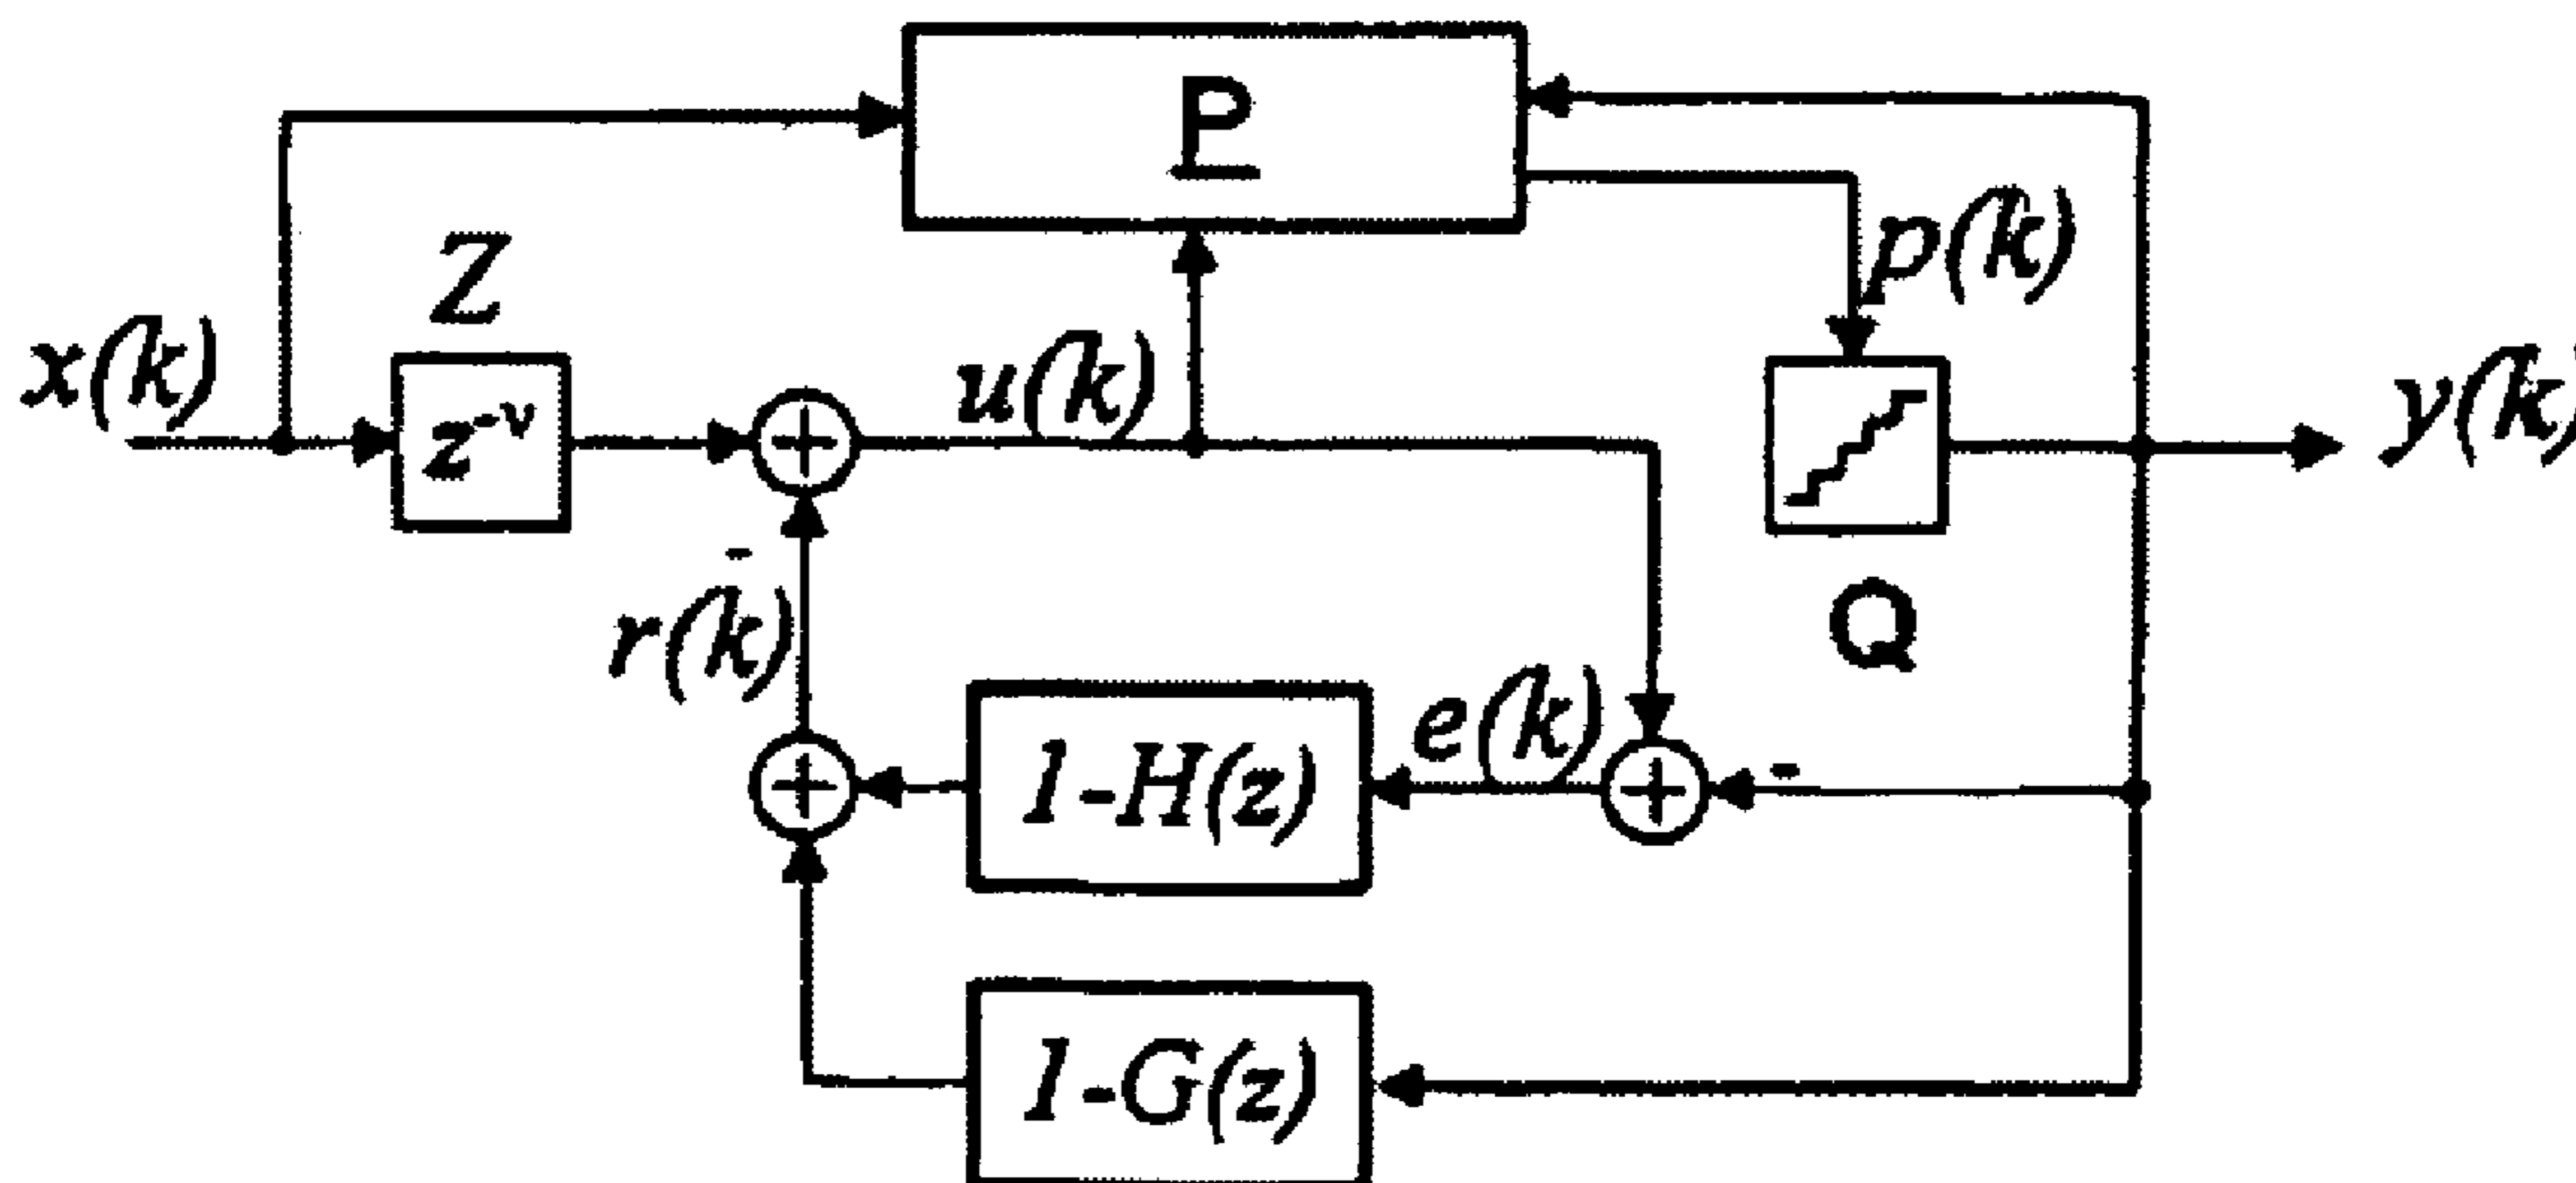 P
p(k)
Z
x(k)
z^-v
+
u(k)
y(k)
-
r(k)
Q
+
1-H(z)
e(k)
+
-
1-G(z)